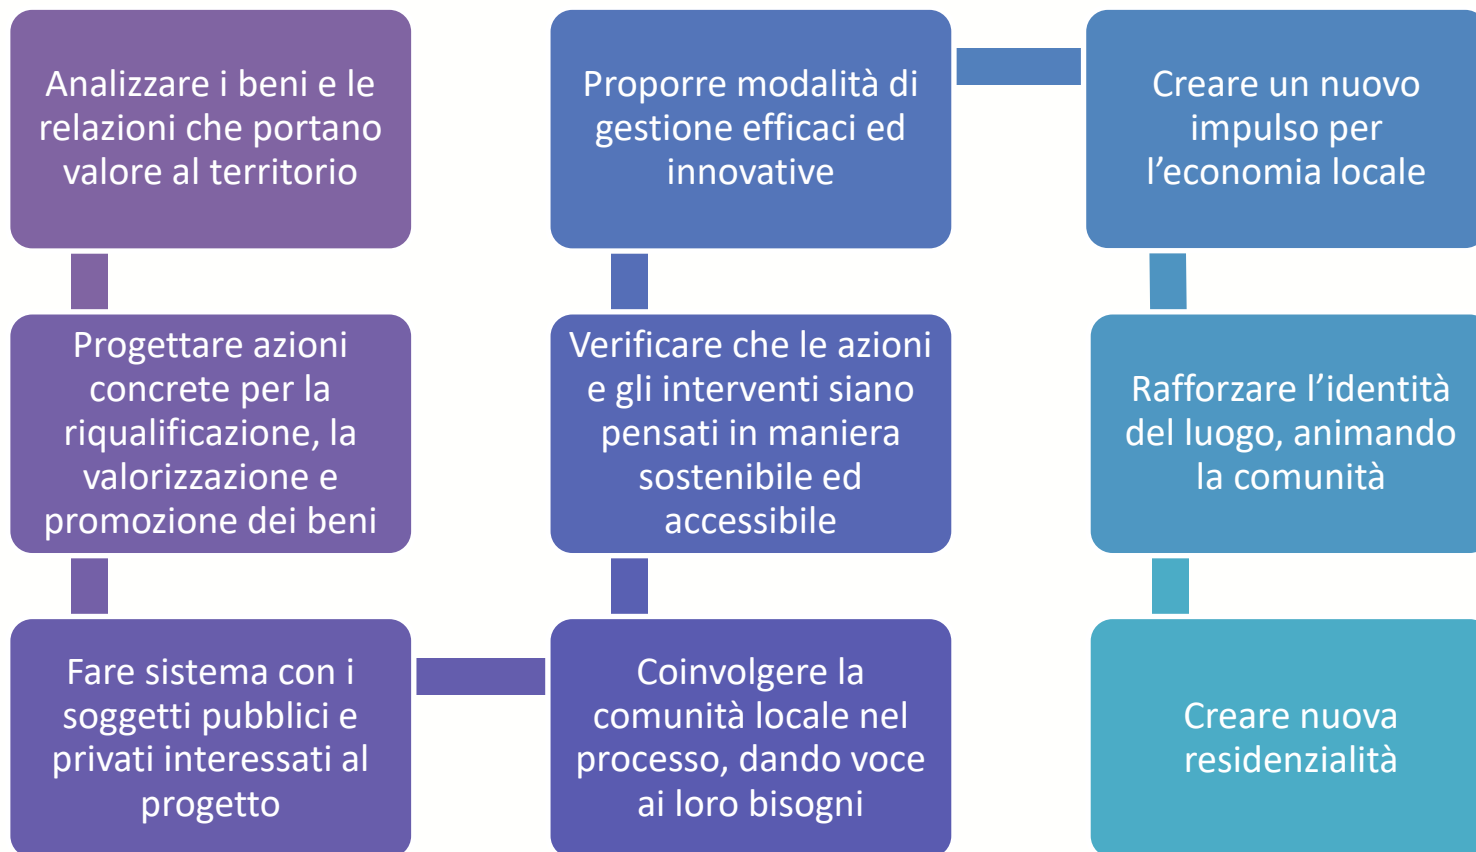 Analizzare i beni e le
relazioni che portano
valore al territorio
Progettare azioni
concrete per la
riqualificazione, la
valorizzazione e
promozione dei beni
Fare sistema con i
soggetti pubblici e
privati interessati al
progetto
Coinvolgere la
comunità locale nel
processo, dando voce
ai loro bisogni
Verificare che le azioni
e gli interventi siano
pensati in maniera
sostenibile ed
accessibile
Proporre modalità di
gestione efficaci ed
innovative
Creare un nuovo
impulso per
l’economia locale
Rafforzare l’identità
del luogo, animando
la comunità
Creare nuova
residenzialità